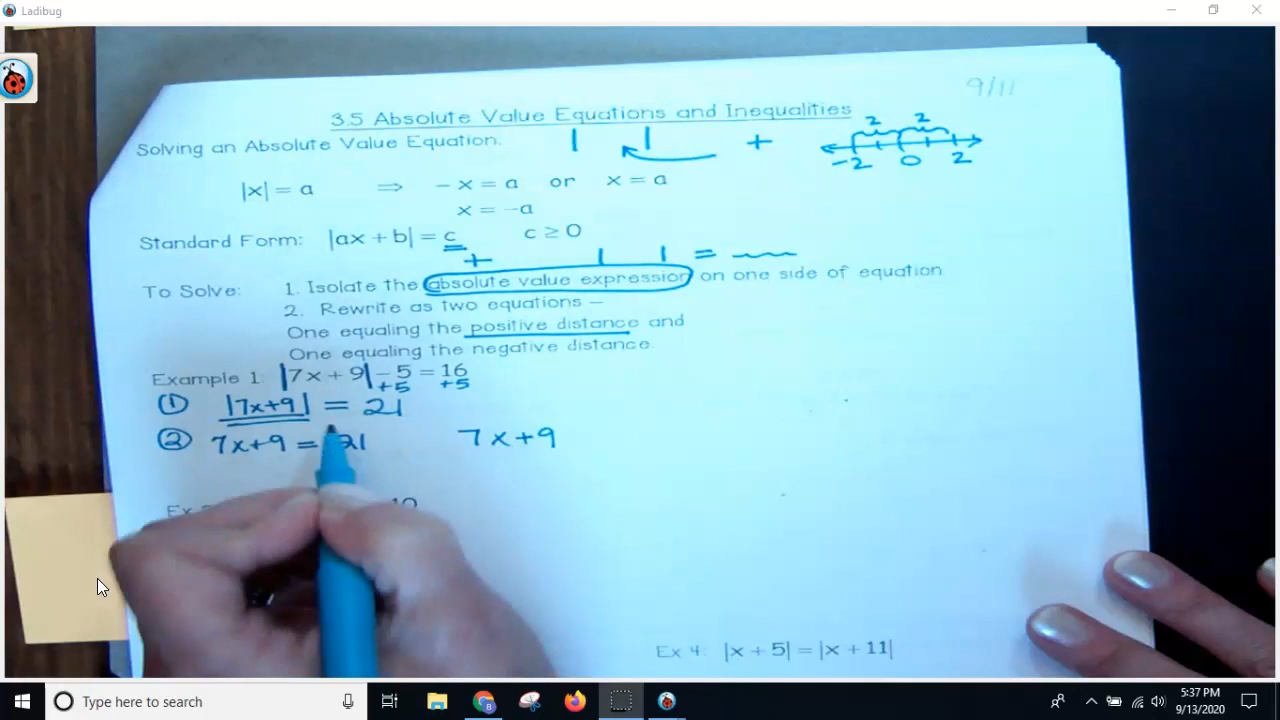 Ladibug
9/11
3.5 Absolute Value Equations and Inequalities
Solving an Absolute Value Equation.
| | +
2 2
-2 0 2
|x| = a ⇒ -x = a or x = a
x = -a
Standard Form: |ax + b| = c c ≥ 0
+ | | =
To Solve: 1. Isolate the absolute value expression on one side of equation
2. Rewrite as two equations –
One equaling the positive distance and
One equaling the negative distance.
Example 1: |7x + 9| - 5 = 16
+5 +5
① |7x+9| = 21
② 7x+9 = 21 7x+9
Ex 4: |x + 5| = |x + 11|
Type here to search
5:37 PM
9/13/2020